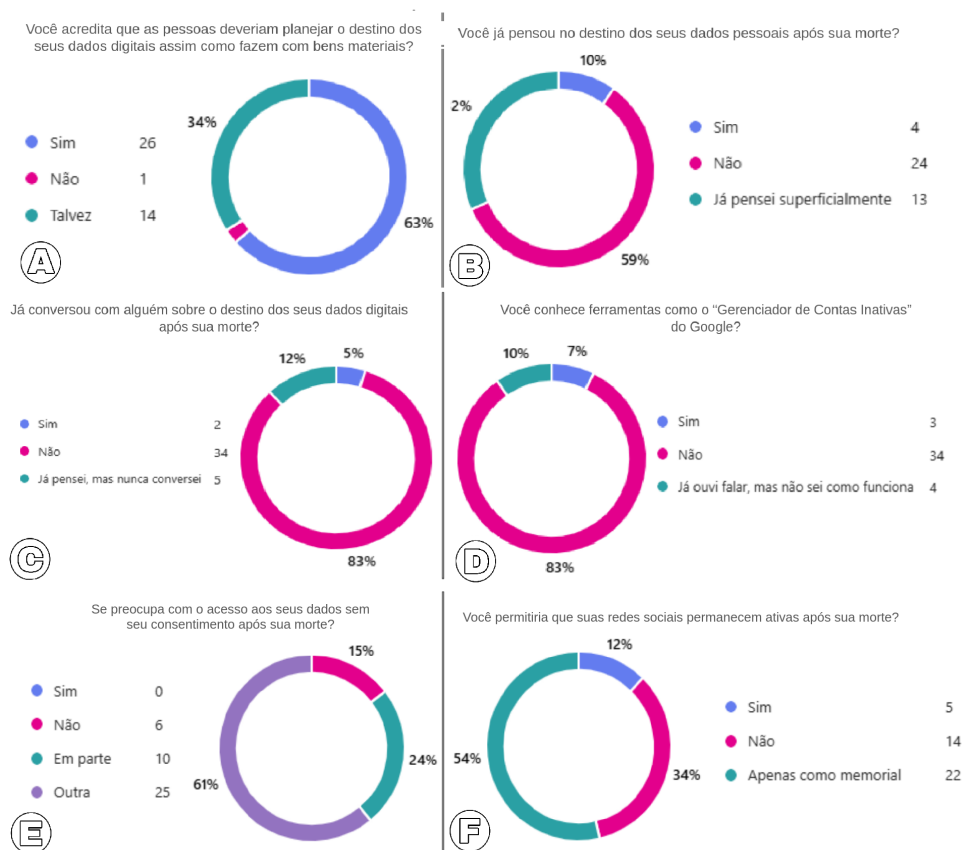 Você acredita que as pessoas deveriam planejar o destino dos
seus dados digitais assim como fazem com bens materiais?
Sim 26
Não 1
Talvez 14
34%
63%
A
Você já pensou no destino dos seus dados pessoais após sua morte?
10%
2%
59%
Sim 4
Não 24
Já pensei superficialmente 13
B
Já conversou com alguém sobre o destino dos seus dados digitais
após sua morte?
12%
5%
83%
Sim 2
Não 34
Já pensei, mas nunca conversei 5
C
Você conhece ferramentas como o “Gerenciador de Contas Inativas”
do Google?
10%
7%
83%
Sim 3
Não 34
Já ouvi falar, mas não sei como funciona 4
D
Se preocupa com o acesso aos seus dados sem
seu consentimento após sua morte?
Sim 0
Não 6
Em parte 10
Outra 25
15%
24%
61%
E
Você permitiria que suas redes sociais permanecem ativas após sua morte?
12%
54%
34%
Sim 5
Não 14
Apenas como memorial 22
F